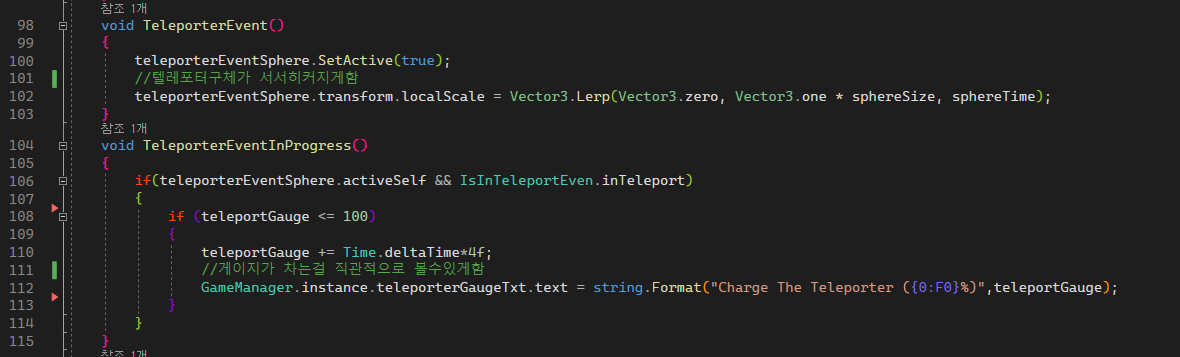 참조 1개
98 void TeleporterEvent()
99 {
100 teleporterEventSphere.SetActive(true);
101 //텔레포터구체가 서서히커지게함
102 teleporterEventSphere.transform.localScale = Vector3.Lerp(Vector3.zero, Vector3.one * sphereSize, sphereTime);
103 }
참조 1개
104 void TeleporterEventInProgress()
105 {
106 if(teleporterEventSphere.activeSelf && IsInTeleportEven.inTeleport)
107 {
108 if (teleportGauge <= 100)
109 {
110 teleportGauge += Time.deltaTime*4f;
111 //게이지가 차는걸 직관적으로 볼수있게함
112 GameManager.instance.teleporterGaugeTxt.text = string.Format("Charge The Teleporter ({0:F0}%)",teleportGauge);
113 }
114 }
115 }
참조 1개